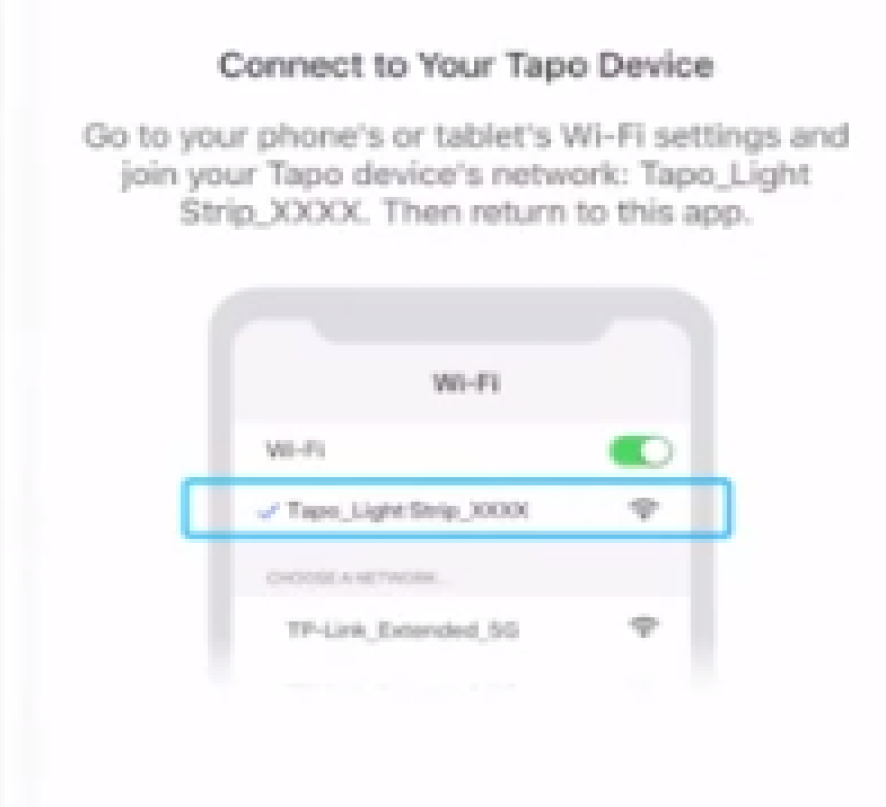 Connect to Your Tapo Device
Go to your phone's or tablet's Wi-Fi settings and
join your Tapo device's network: Tapo_Light
Strip_XXXX. Then return to this app.
Wi-Fi
Wi-Fi
Tapo_Light Strip_XXXX
CHOOSE A NETWORK...
TP-Link_Extended_5G